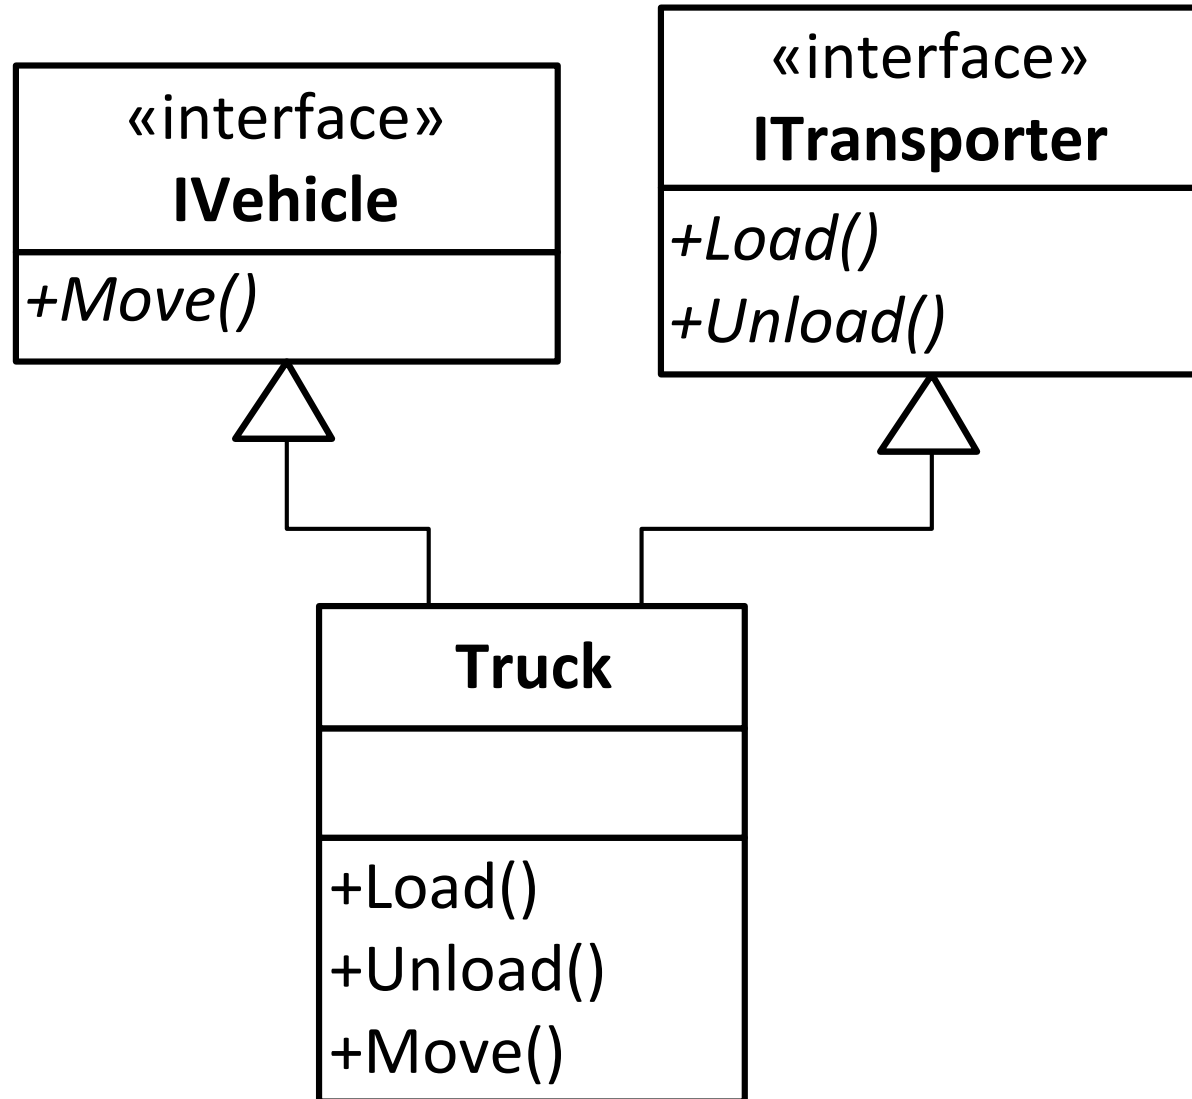 «interface»
IVehicle
+Move()
«interface»
ITransporter
+Load()
+Unload()
Truck
+Load()
+Unload()
+Move()